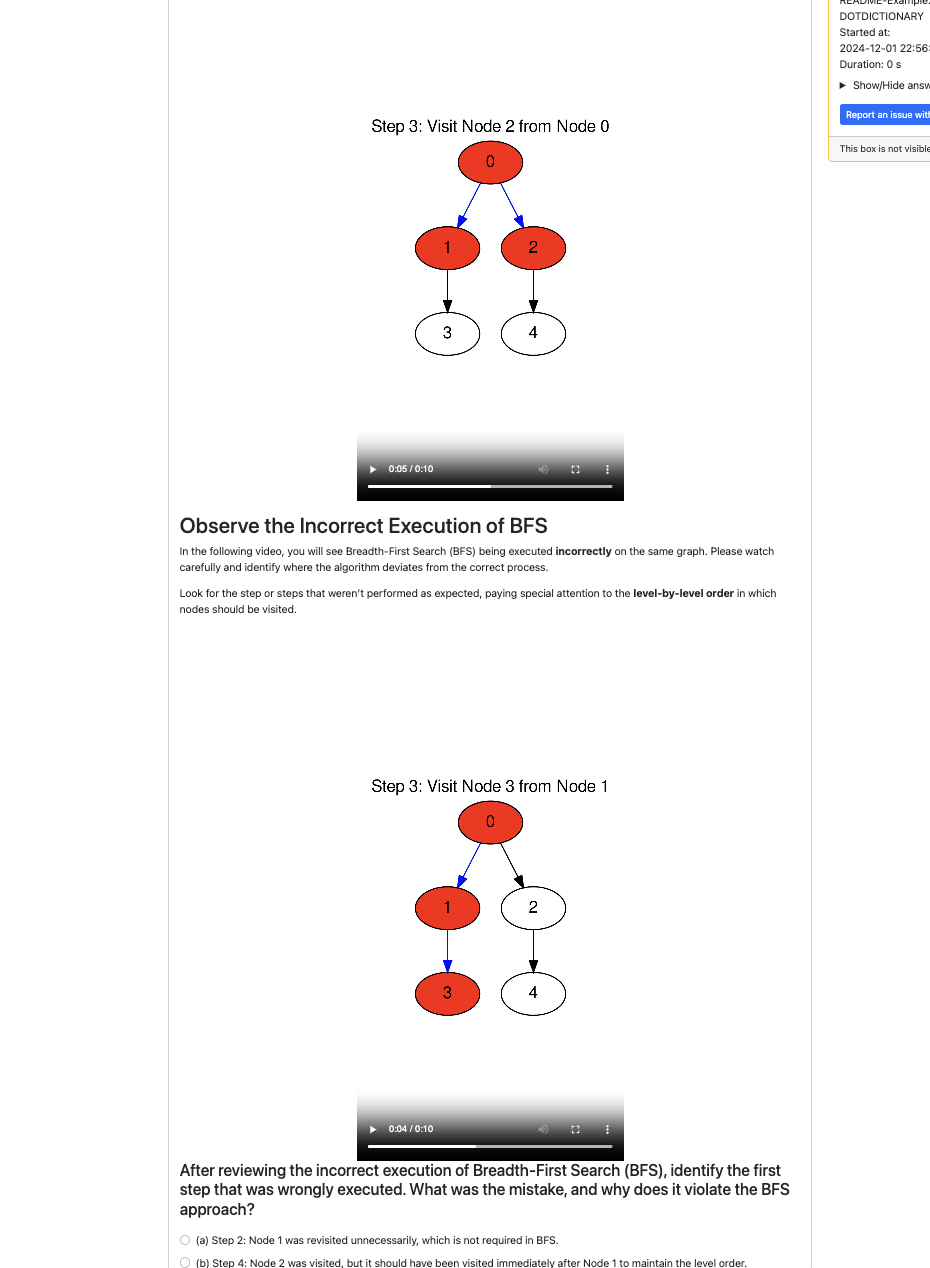 README-Example.
DOTDICTIONARY
Started at:
2024-12-01 22:56:
Duration: 0 s
Show/Hide answ
Report an issue with
This box is not visible
Step 3: Visit Node 2 from Node 0
0
1 2
3 4
0:05 / 0:10
Observe the Incorrect Execution of BFS
In the following video, you will see Breadth-First Search (BFS) being executed incorrectly on the same graph. Please watch
carefully and identify where the algorithm deviates from the correct process.
Look for the step or steps that weren't performed as expected, paying special attention to the level-by-level order in which
nodes should be visited.
Step 3: Visit Node 3 from Node 1
0
1 2
3 4
0:04 / 0:10
After reviewing the incorrect execution of Breadth-First Search (BFS), identify the first
step that was wrongly executed. What was the mistake, and why does it violate the BFS
approach?
(a) Step 2: Node 1 was revisited unnecessarily, which is not required in BFS.
(b) Step 4: Node 2 was visited, but it should have been visited immediately after Node 1 to maintain the level order.